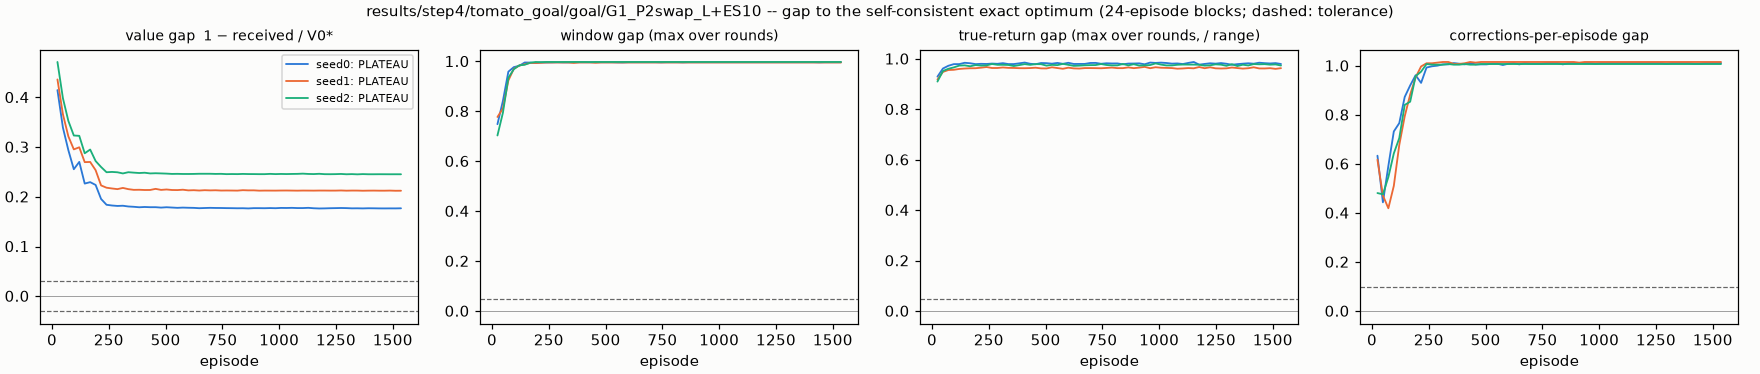 results/step4/tomato_goal/goal/G1_P2swap_L+ES10 -- gap to the self-consistent exact optimum (24-episode blocks; dashed: tolerance)
value gap 1 − received / V0*
seed0: PLATEAU
seed1: PLATEAU
seed2: PLATEAU
0.4
0.3
0.2
0.1
0.0
0 250 500 750 1000 1250 1500
episode
window gap (max over rounds)
1.0
0.8
0.6
0.4
0.2
0.0
0 250 500 750 1000 1250 1500
episode
true-return gap (max over rounds, / range)
1.0
0.8
0.6
0.4
0.2
0.0
0 250 500 750 1000 1250 1500
episode
corrections-per-episode gap
1.0
0.8
0.6
0.4
0.2
0.0
0 250 500 750 1000 1250 1500
episode